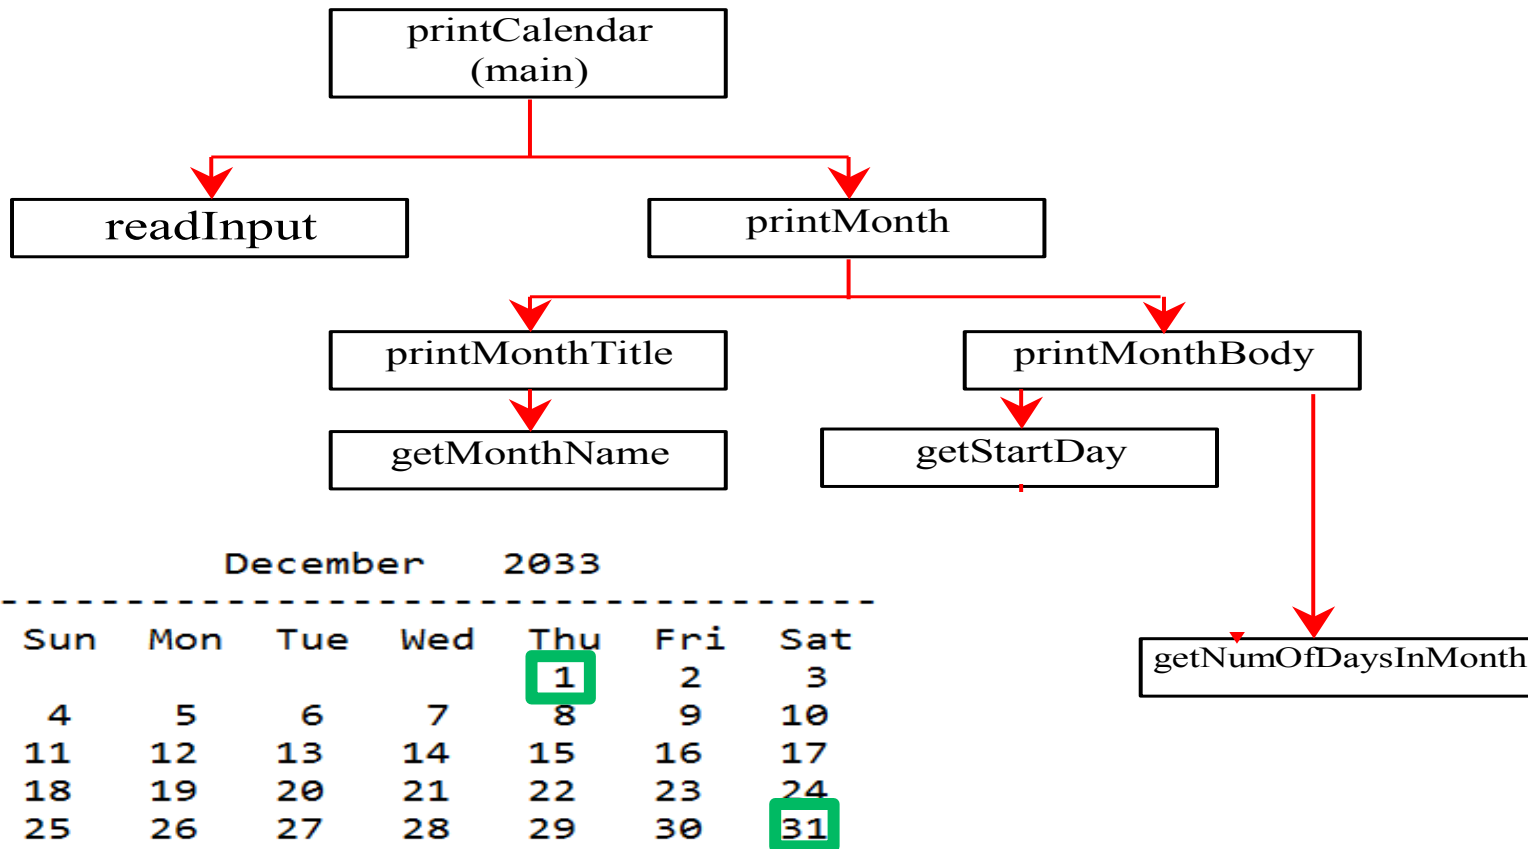 printCalendar
(main)
readInput
printMonth
printMonthTitle
printMonthBody
getMonthName
getStartDay
getNumOfDaysInMonth
December 2033
-----------------------------------
Sun Mon Tue Wed Thu Fri Sat
1 2 3
4 5 6 7 8 9 10
11 12 13 14 15 16 17
18 19 20 21 22 23 24
25 26 27 28 29 30 31